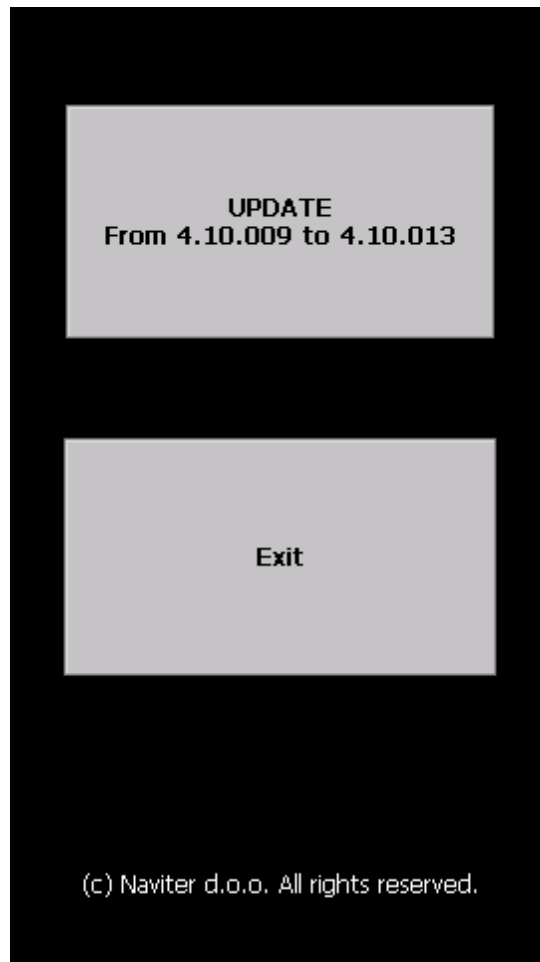 UPDATE
From 4.10.009 to 4.10.013
Exit
(c) Naviter d.o.o. All rights reserved.